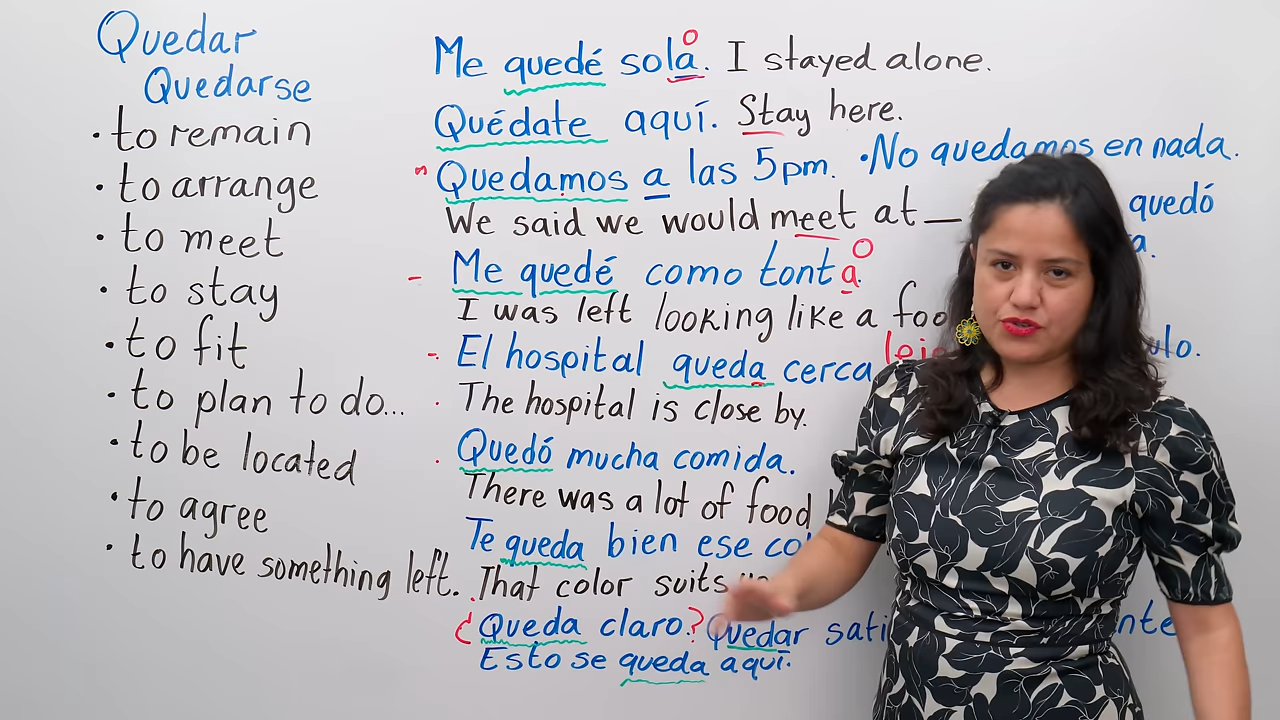 Quedar
Quedarse
• to remain
• to arrange
• to meet
• to stay
• to fit
• to plan to do...
• to be located
• to agree
• to have something left.
Me quedé sola. I stayed alone.
o
Quédate aquí. Stay here.
Quedamos a las 5pm.
We said we would meet at
Me quedé como tonta.
o
I was left looking like a
El hospital queda cerca
The hospital is close by.
Quedó mucha comida.
There was a lot of food
Te queda bien ese
That color suits
¿Queda claro?
Quedar
Esto se queda aquí.
• No quedamos en nada.
quedó